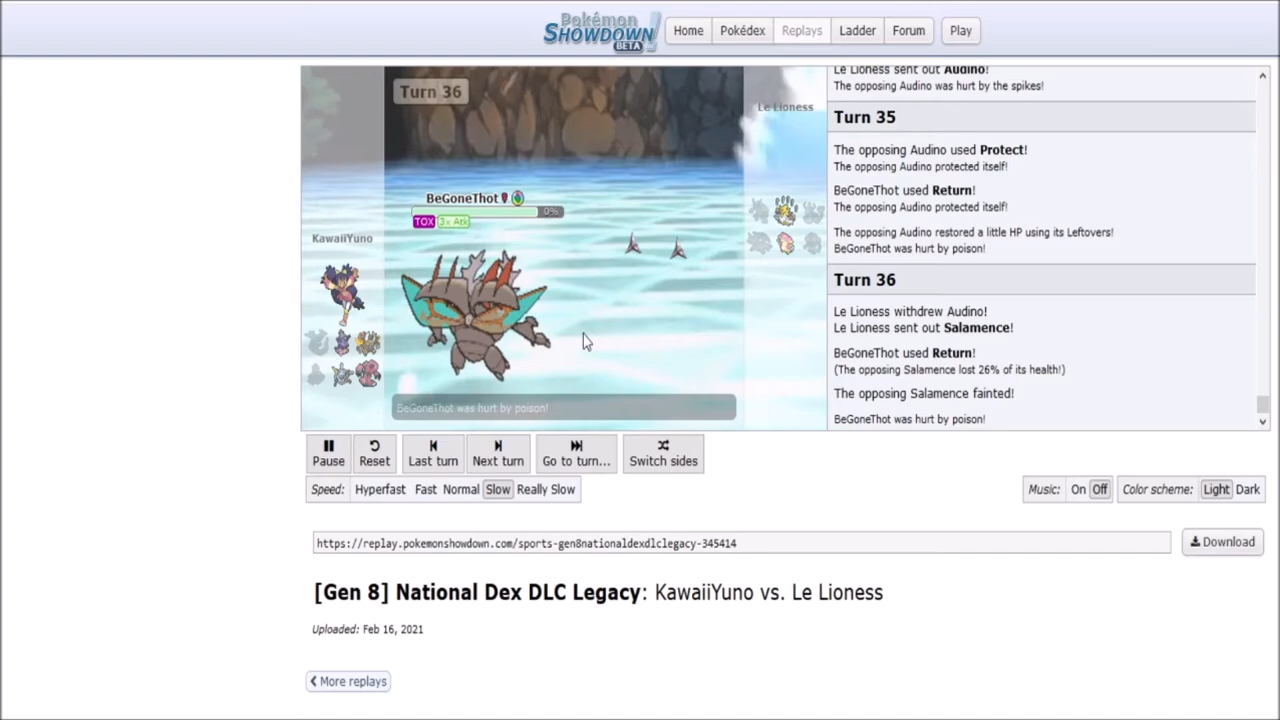 Pokémon
SHOWDOWN!
BETA
Home Pokédex Replays Ladder Forum Play
Turn 36
Le Lioness
BeGoneThot
0%
TOX 3× Atk
KawaiiYuno
BeGoneThot was hurt by poison!
Le Lioness sent out Audino!
The opposing Audino was hurt by the spikes!
Turn 35
The opposing Audino used Protect!
The opposing Audino protected itself!
BeGoneThot used Return!
The opposing Audino protected itself!
The opposing Audino restored a little HP using its Leftovers!
BeGoneThot was hurt by poison!
Turn 36
Le Lioness withdrew Audino!
Le Lioness sent out Salamence!
BeGoneThot used Return!
(The opposing Salamence lost 26% of its health!)
The opposing Salamence fainted!
BeGoneThot was hurt by poison!
Pause Reset Last turn Next turn Go to turn... Switch sides
Speed: Hyperfast Fast Normal Slow Really Slow Music: On Off Color scheme: Light Dark
https://replay.pokemonshowdown.com/sports-gen8nationaldexdlclegacy-345414 Download
[Gen 8] National Dex DLC Legacy: KawaiiYuno vs. Le Lioness
Uploaded: Feb 16, 2021
More replays